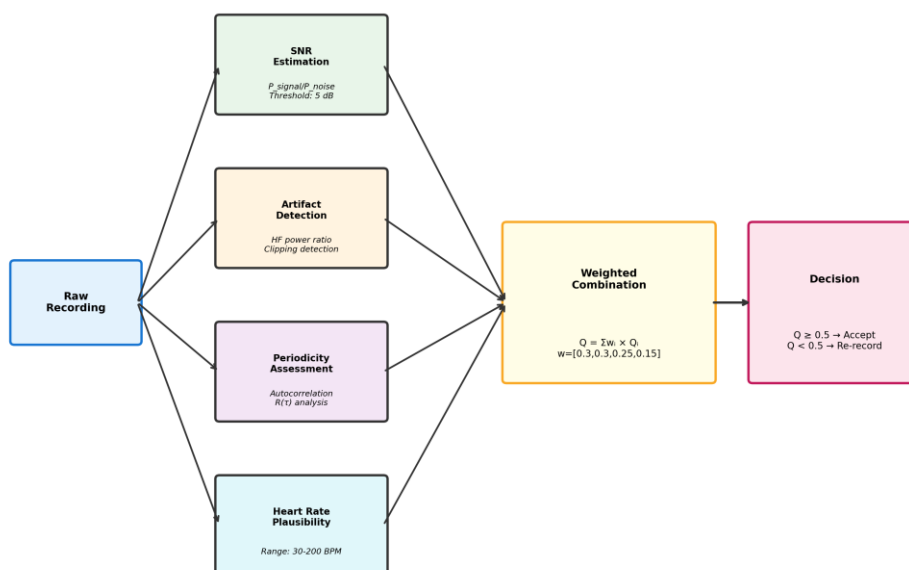 Raw
Recording
SNR
Estimation
P_signal/P_noise
Threshold: 5 dB
Artifact
Detection
HF power ratio
Clipping detection
Periodicity
Assessment
Autocorrelation
R(τ) analysis
Heart Rate
Plausibility
Range: 30-200 BPM
Weighted
Combination
Q = Σwᵢ × Qᵢ
w=[0.3,0.3,0.25,0.15]
Decision
Q ≥ 0.5 → Accept
Q < 0.5 → Re-record